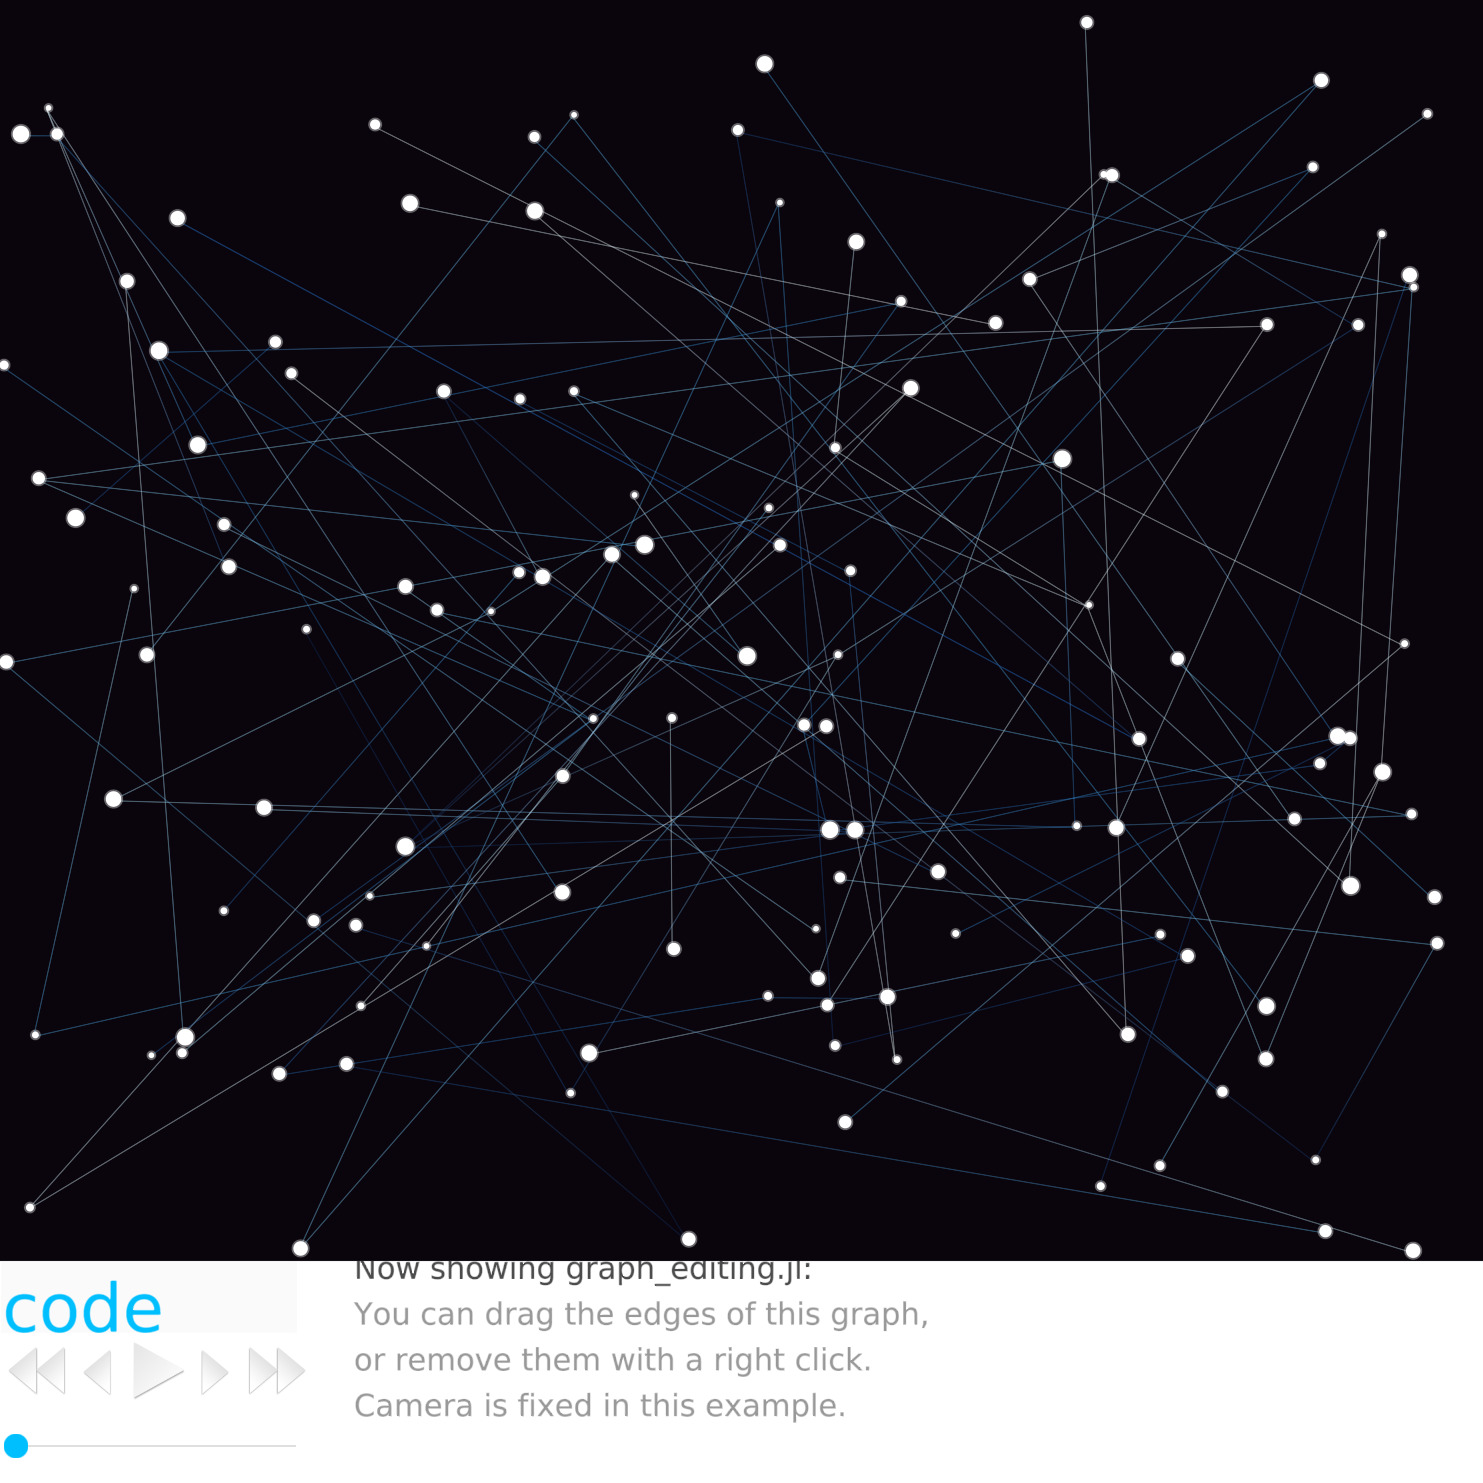 Now showing graph_editing.jl:
code
You can drag the edges of this graph,
or remove them with a right click.
Camera is fixed in this example.